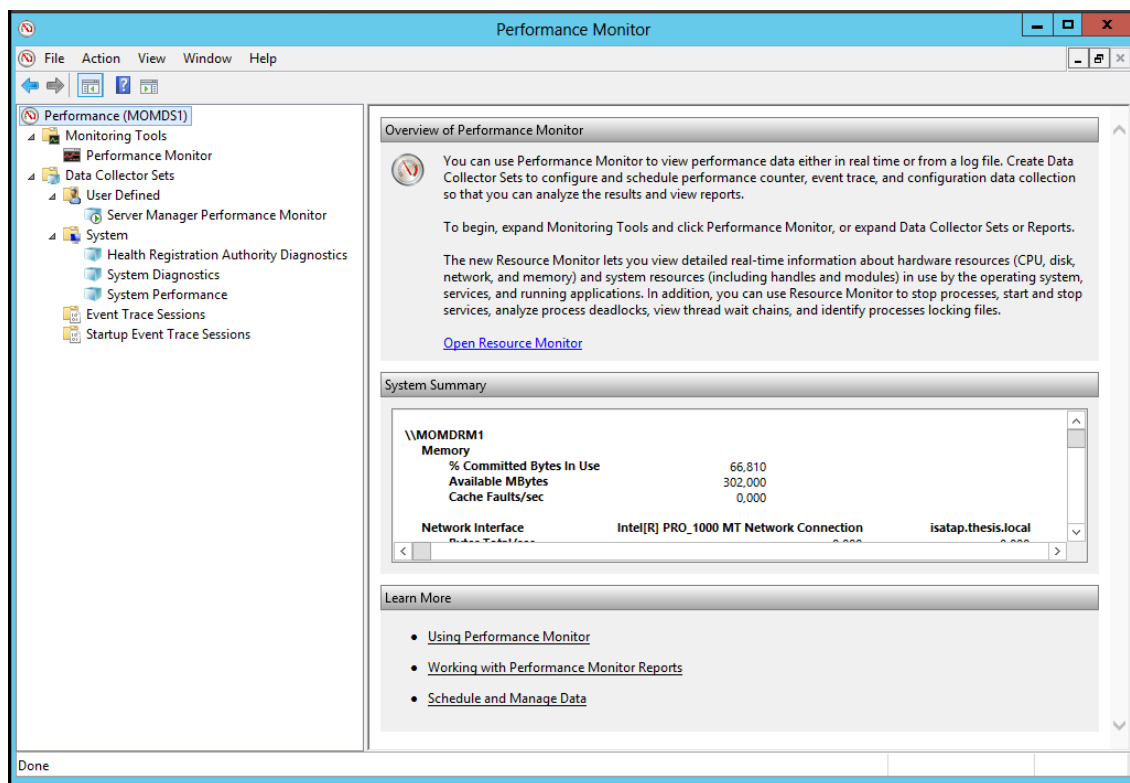 Performance Monitor
File Action View Window Help
Performance (MOMDS1)
Monitoring Tools
Performance Monitor
Data Collector Sets
User Defined
Server Manager Performance Monitor
System
Health Registration Authority Diagnostics
System Diagnostics
System Performance
Event Trace Sessions
Startup Event Trace Sessions
Overview of Performance Monitor
You can use Performance Monitor to view performance data either in real time or from a log file. Create Data
Collector Sets to configure and schedule performance counter, event trace, and configuration data collection
so that you can analyze the results and view reports.
To begin, expand Monitoring Tools and click Performance Monitor, or expand Data Collector Sets or Reports.
The new Resource Monitor lets you view detailed real-time information about hardware resources (CPU, disk,
network, and memory) and system resources (including handles and modules) in use by the operating system,
services, and running applications. In addition, you can use Resource Monitor to stop processes, start and stop
services, analyze process deadlocks, view thread wait chains, and identify processes locking files.
Open Resource Monitor
System Summary
\\MOMDRM1
Memory
% Committed Bytes In Use 66,810
Available MBytes 302,000
Cache Faults/sec 0,000
Network Interface Intel[R] PRO_1000 MT Network Connection isatap.thesis.local
Bytes Total/sec 0,000 0,000
Learn More
• Using Performance Monitor
• Working with Performance Monitor Reports
• Schedule and Manage Data
Done